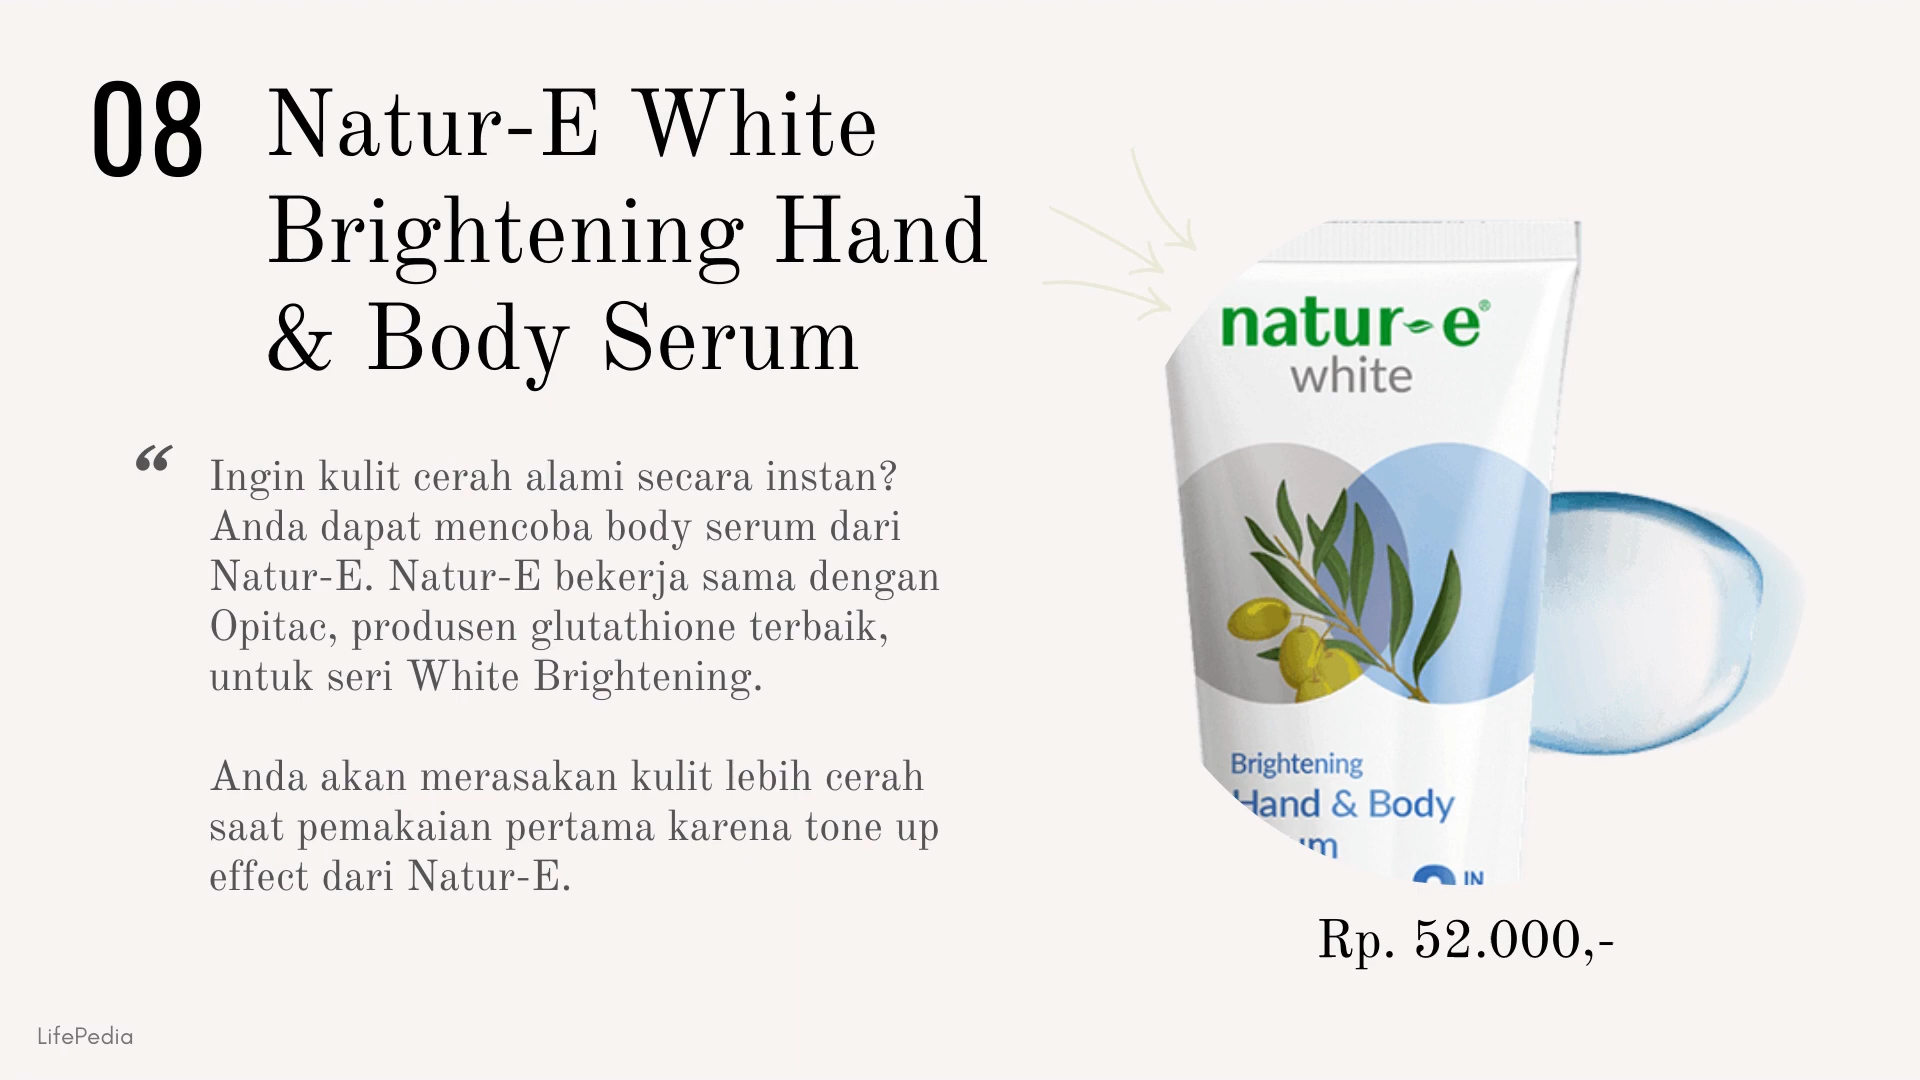 08
Natur-E White
Brightening Hand
& Body Serum
“
Ingin kulit cerah alami secara instan?
Anda dapat mencoba body serum dari
Natur-E. Natur-E bekerja sama dengan
Opitac, produsen glutathione terbaik,
untuk seri White Brightening.
Anda akan merasakan kulit lebih cerah
saat pemakaian pertama karena tone up
effect dari Natur-E.
natur-e®
white
Brightening
Hand & Body
IN
Rp. 52.000,-
LifePedia